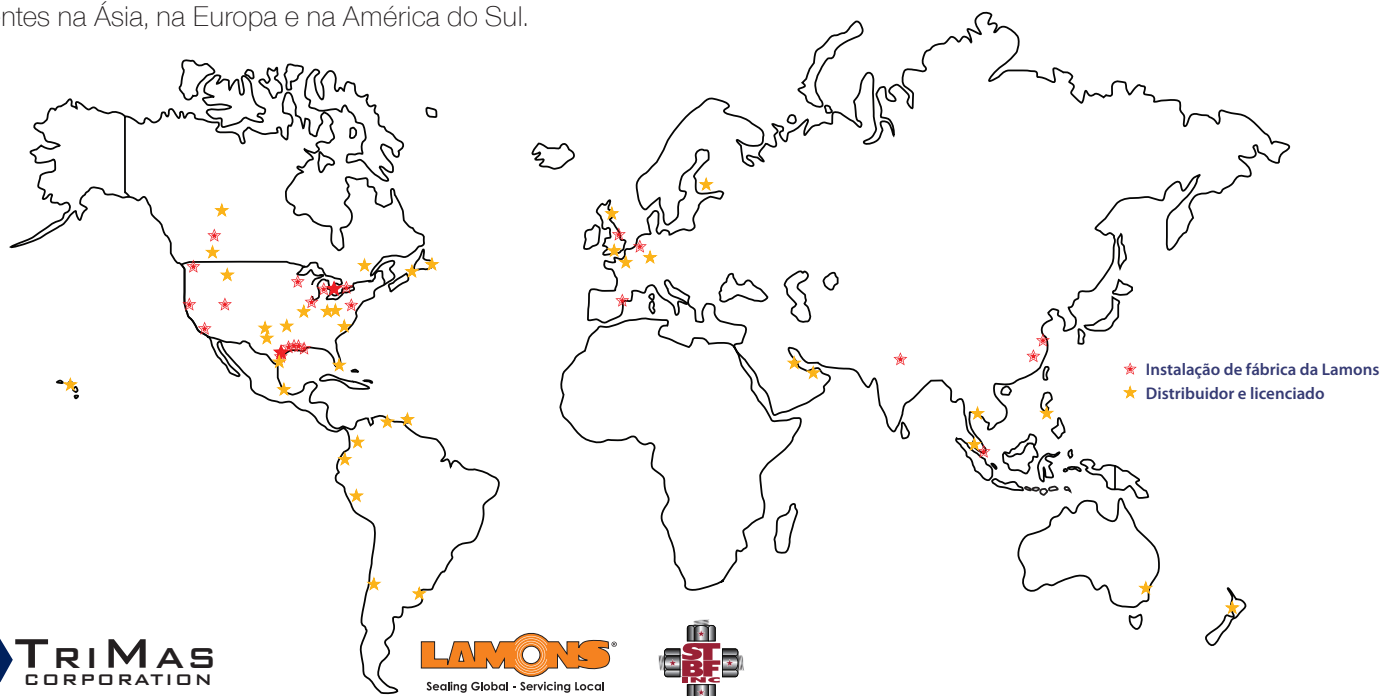 ntes na Ásia, na Europa e na América do Sul.
Instalação de fábrica da Lamons
Distribuidor e licenciado
TRIMAS
CORPORATION
LAMONS®
Sealing Global - Servicing Local
ST
BF
INC